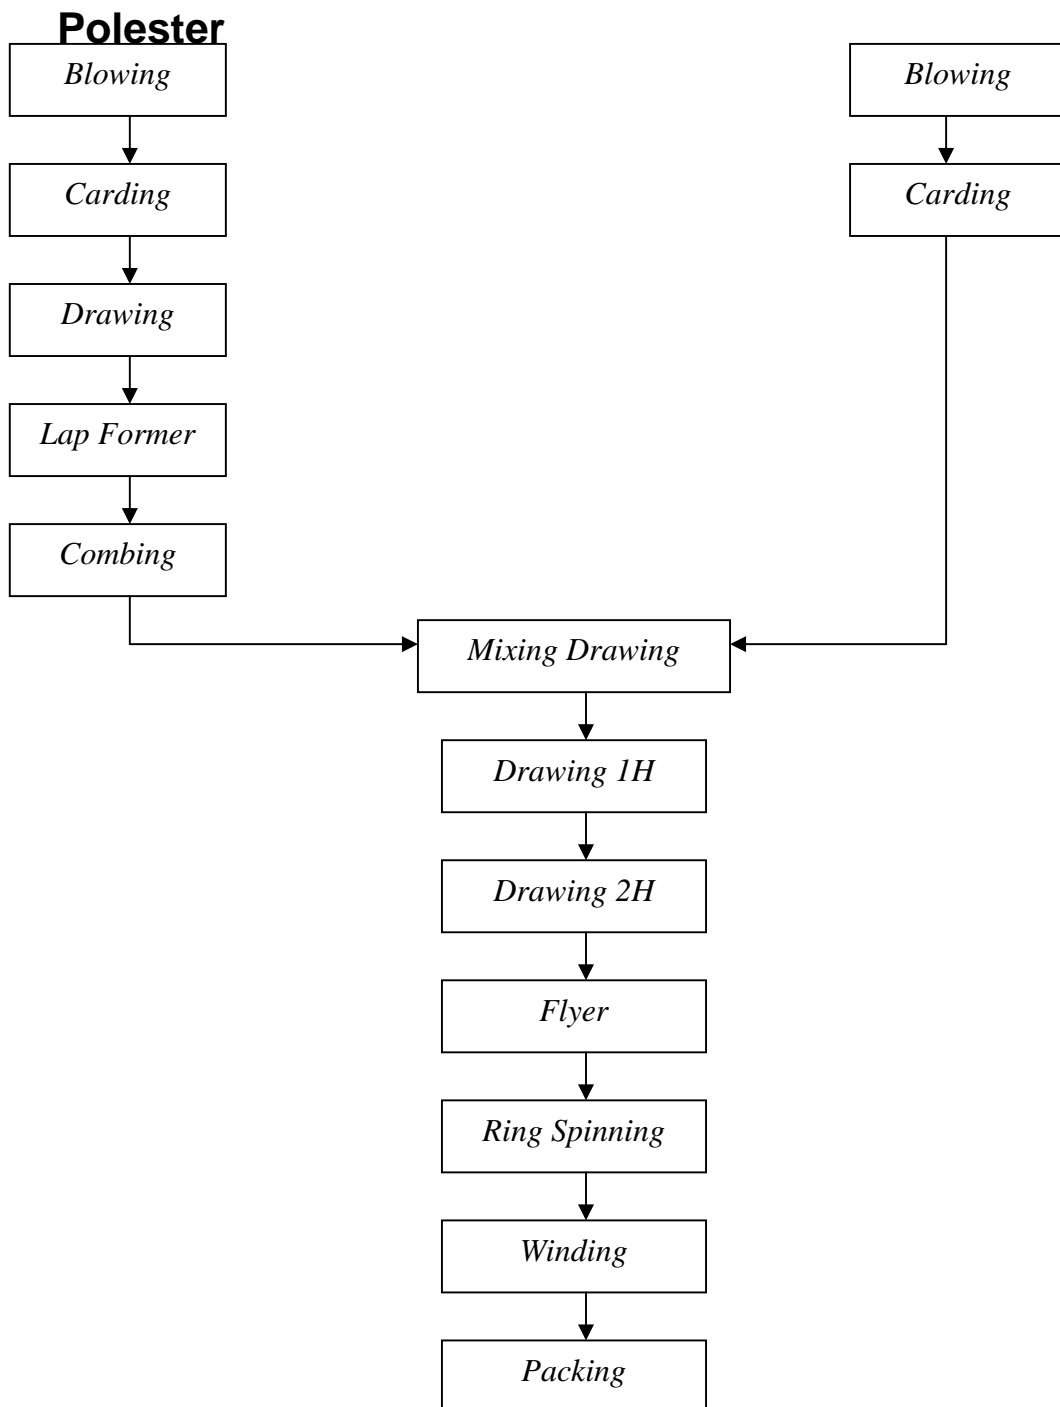 Polester
Blowing
Blowing
Carding
Carding
Drawing
Lap Former
Combing
Mixing Drawing
Drawing 1H
Drawing 2H
Flyer
Ring Spinning
Winding
Packing